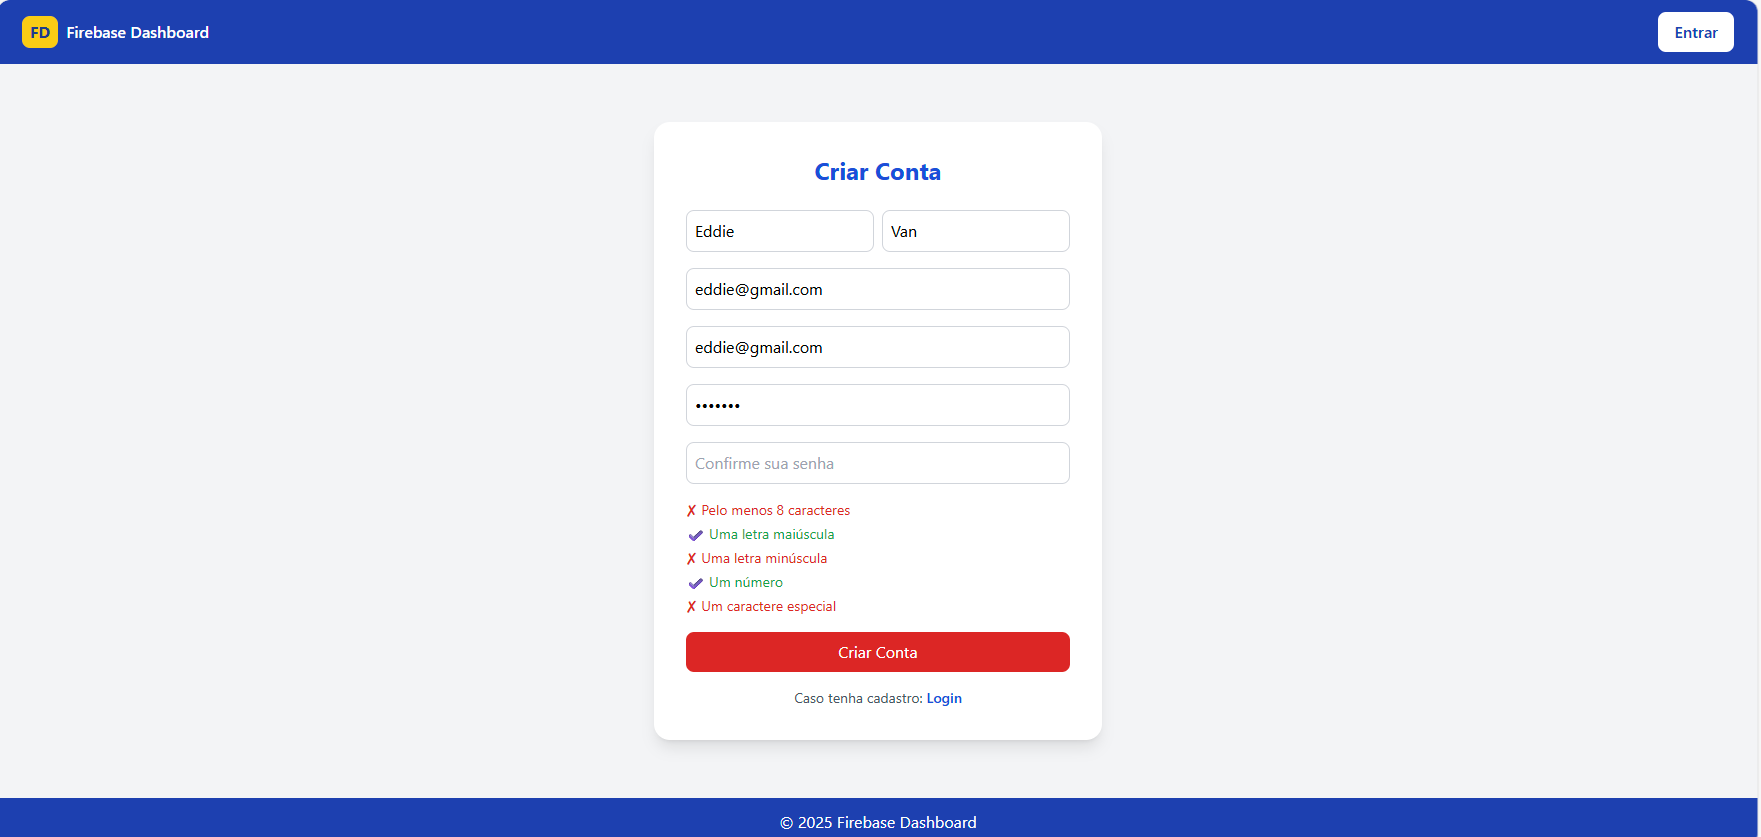 FD Firebase Dashboard Entrar
Criar Conta
Eddie Van
eddie@gmail.com
eddie@gmail.com
•••••••
Confirme sua senha
✗ Pelo menos 8 caracteres
✔ Uma letra maiúscula
✗ Uma letra minúscula
✔ Um número
✗ Um caractere especial
Criar Conta
Caso tenha cadastro: Login
© 2025 Firebase Dashboard